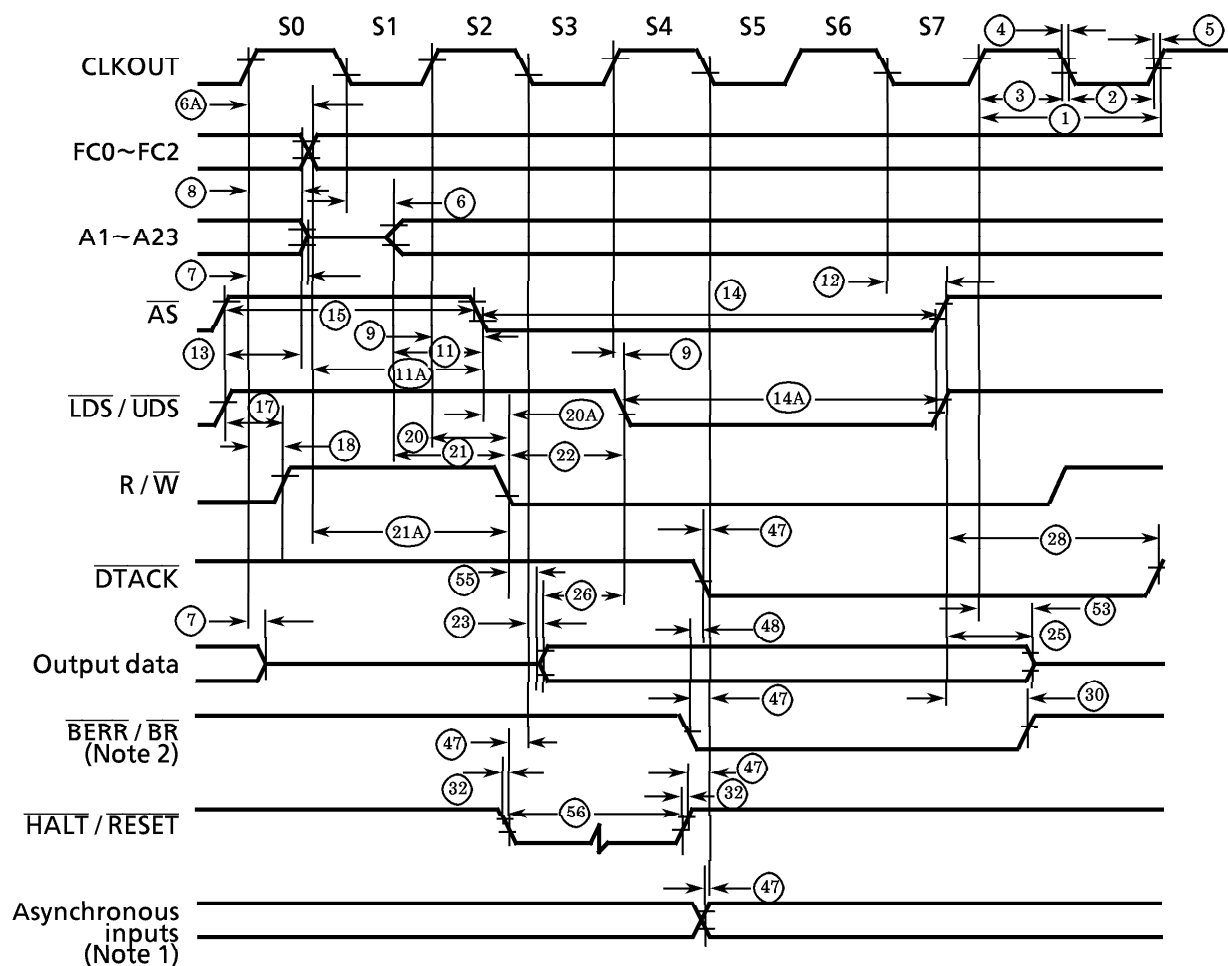 S0 S1 S2 S3 S4 S5 S6 S7 4 5
CLKOUT
6A 3 2
1
FC0~FC2
8 6
A1~A23
7 12
AS 15 14
9
13 11 9
11A
LDS / UDS 17 14A
20A
18 20 21 22
R / W
21A 47 28
DTACK 55
26 53
7 23 48 25
Output data
47 30
BERR / BR
(Note 2) 47
47
32 32
HALT / RESET 56
47
Asynchronous
inputs
(Note 1)